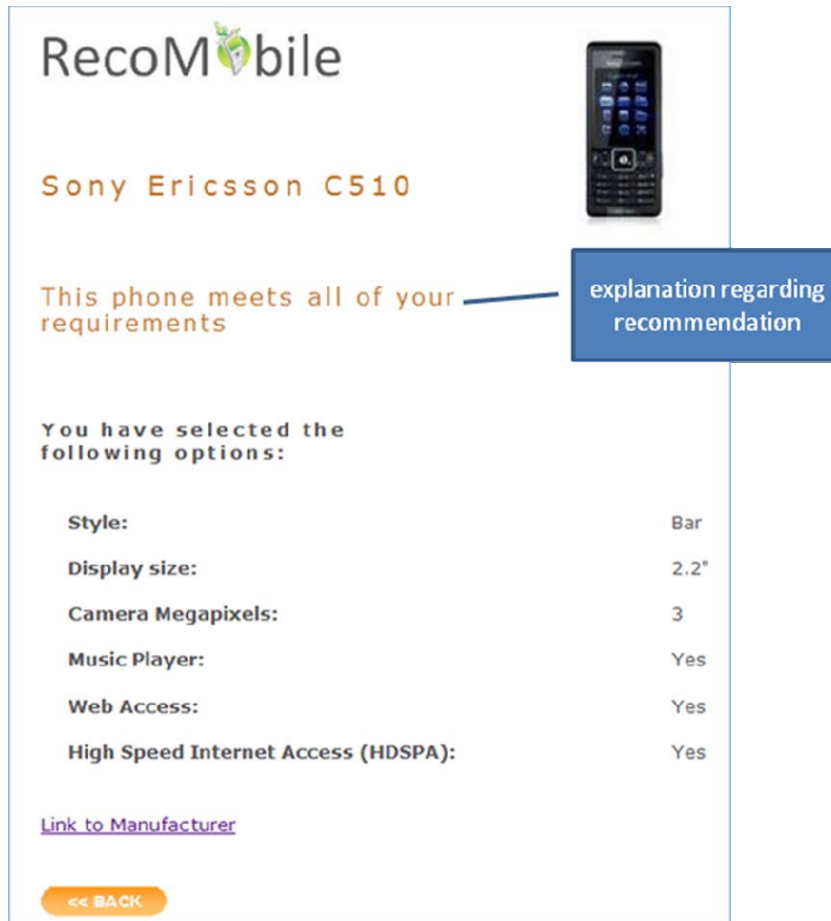 RecoMobile
Sony Ericsson C510
This phone meets all of your
requirements
explanation regarding
recommendation
You have selected the
following options:
Style: Bar
Display size: 2.2"
Camera Megapixels: 3
Music Player: Yes
Web Access: Yes
High Speed Internet Access (HDSPA): Yes
Link to Manufacturer
<< BACK